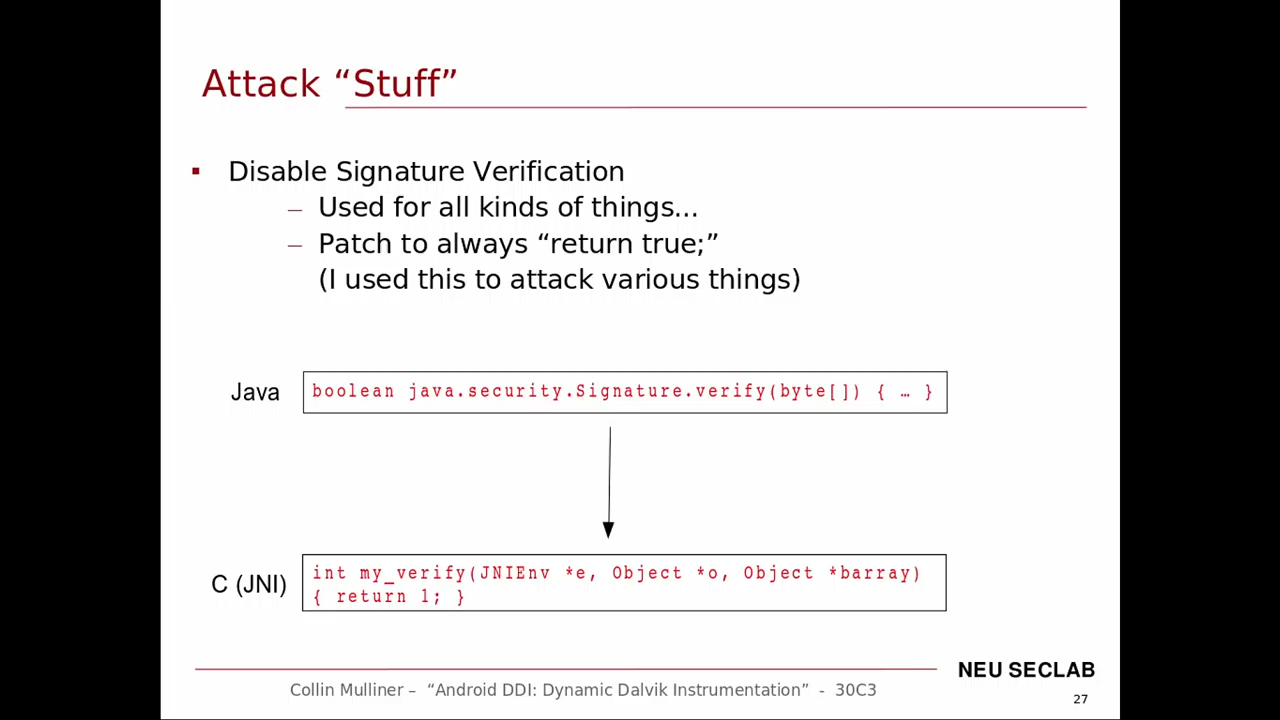 Attack “Stuff”
▪ Disable Signature Verification
– Used for all kinds of things...
– Patch to always “return true;”
(I used this to attack various things)
Java
boolean java.security.Signature.verify(byte[]) { … }
C (JNI)
int my_verify(JNIEnv *e, Object *o, Object *barray)
{ return 1; }
NEU SECLAB
Collin Mulliner – “Android DDI: Dynamic Dalvik Instrumentation” - 30C3
27